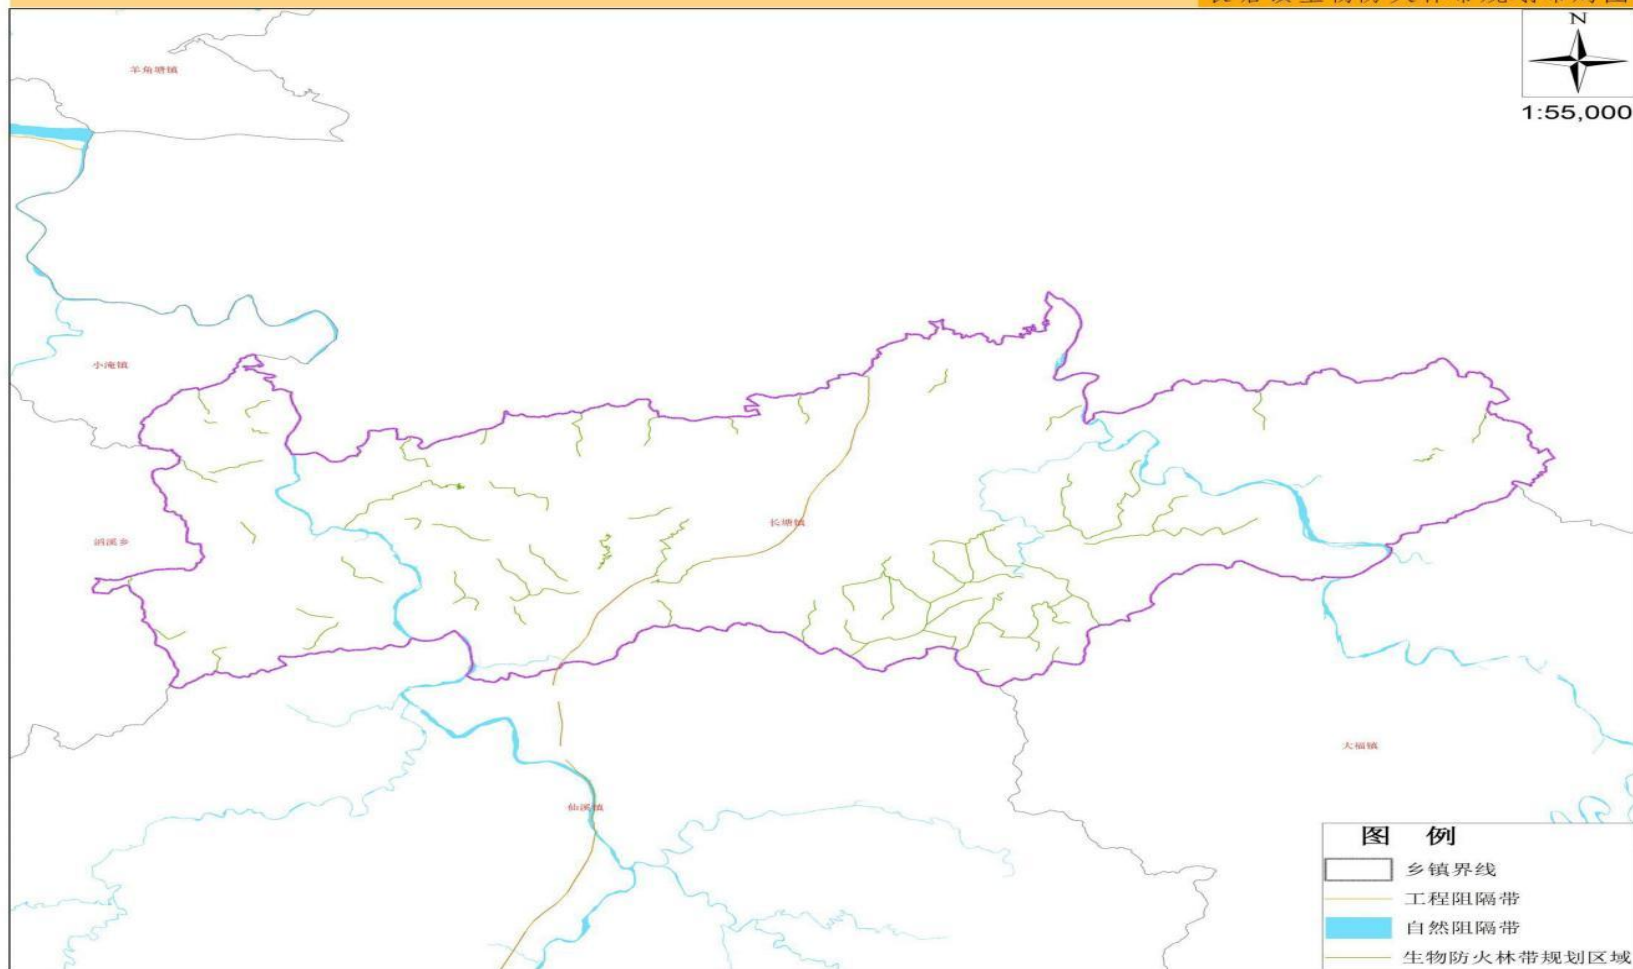 N
1:55,000
羊角塘镇
小淹镇
长塘镇
滔溪乡
大福镇
仙溪镇
图 例
乡镇界线
工程阻隔带
自然阻隔带
生物防火林带规划区域